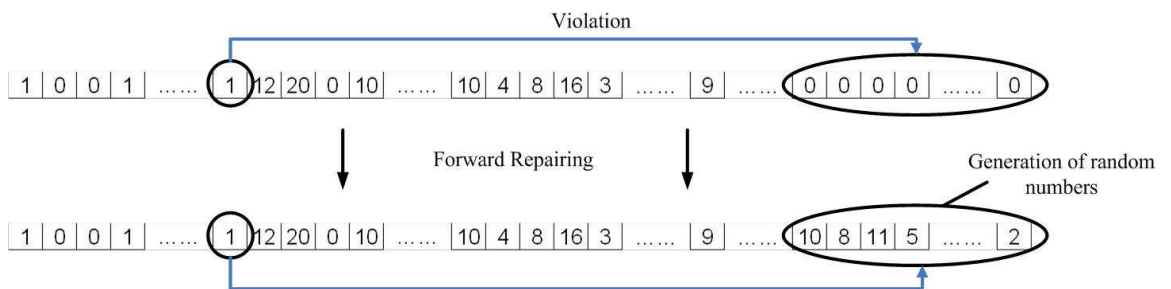 Violation
1 0 0 1 ...... 1 12 20 0 10 ...... 10 4 8 16 3 ...... 9 ...... 0 0 0 0 ...... 0
Forward Repairing
Generation of random
numbers
1 0 0 1 ...... 1 12 20 0 10 ...... 10 4 8 16 3 ...... 9 ...... 10 8 11 5 ...... 2